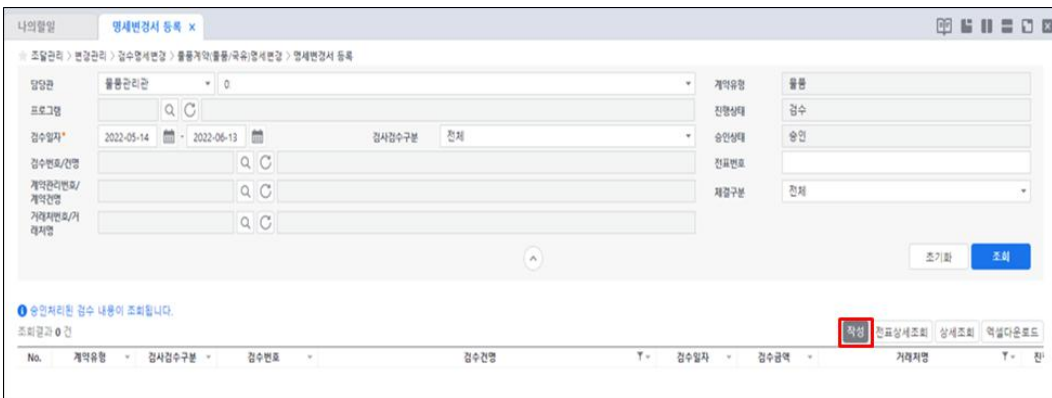 나의할일 명세변경서 등록 ×
조달관리 > 변경관리 > 검수명세변경 > 물품계약(물품/국유)명세변경 > 명세변경서 등록
담당관 물품관리관 0 계약유형 물품
프로그램 진행상태 검수
검수일자* 2022-05-14 - 2022-06-13 검사검수구분 전체 승인상태 승인
검수번호/건명 전표번호
계약관리번호/계약건명 체결구분 전체
거래처번호/거래처명
초기화 조회
승인처리된 검수 내용이 조회됩니다.
조회결과 0 건 작성 전표상세조회 상세조회 엑셀다운로드
No. 계약유형 검사검수구분 검수번호 검수건명 검수일자 검수금액 거래처명